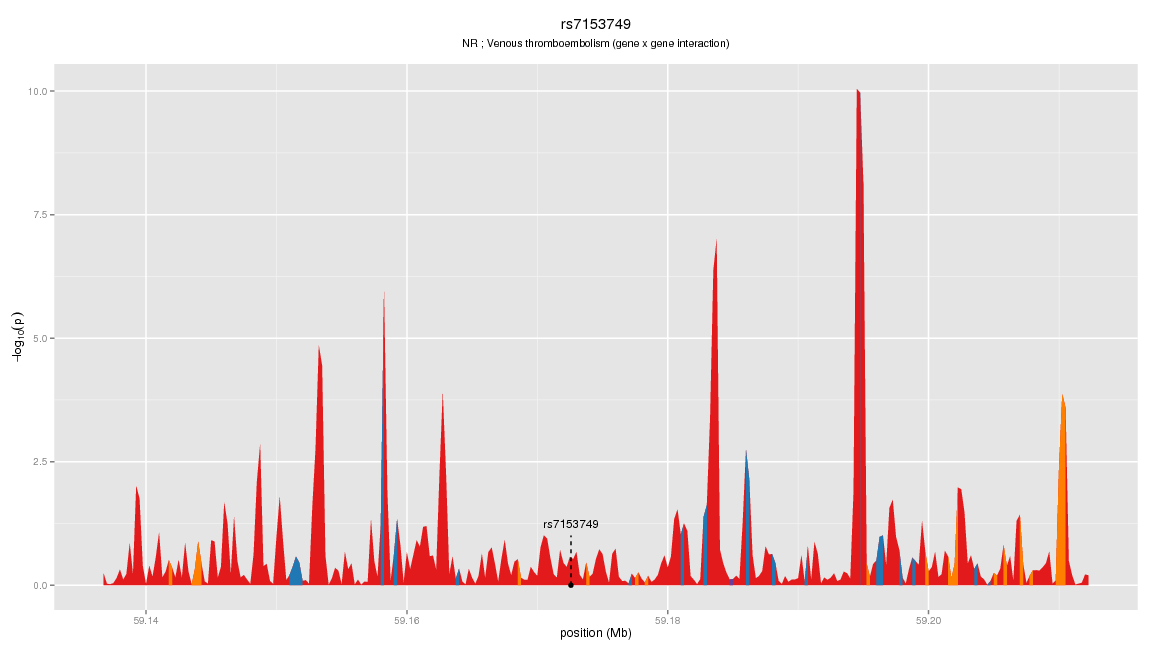 rs7153749
NR ; Venous thromboembolism (gene x gene interaction)
10.0
7.5
5.0
2.5
0.0
−log10(p)
rs7153749
59.14
59.16
59.18
59.20
position (Mb)